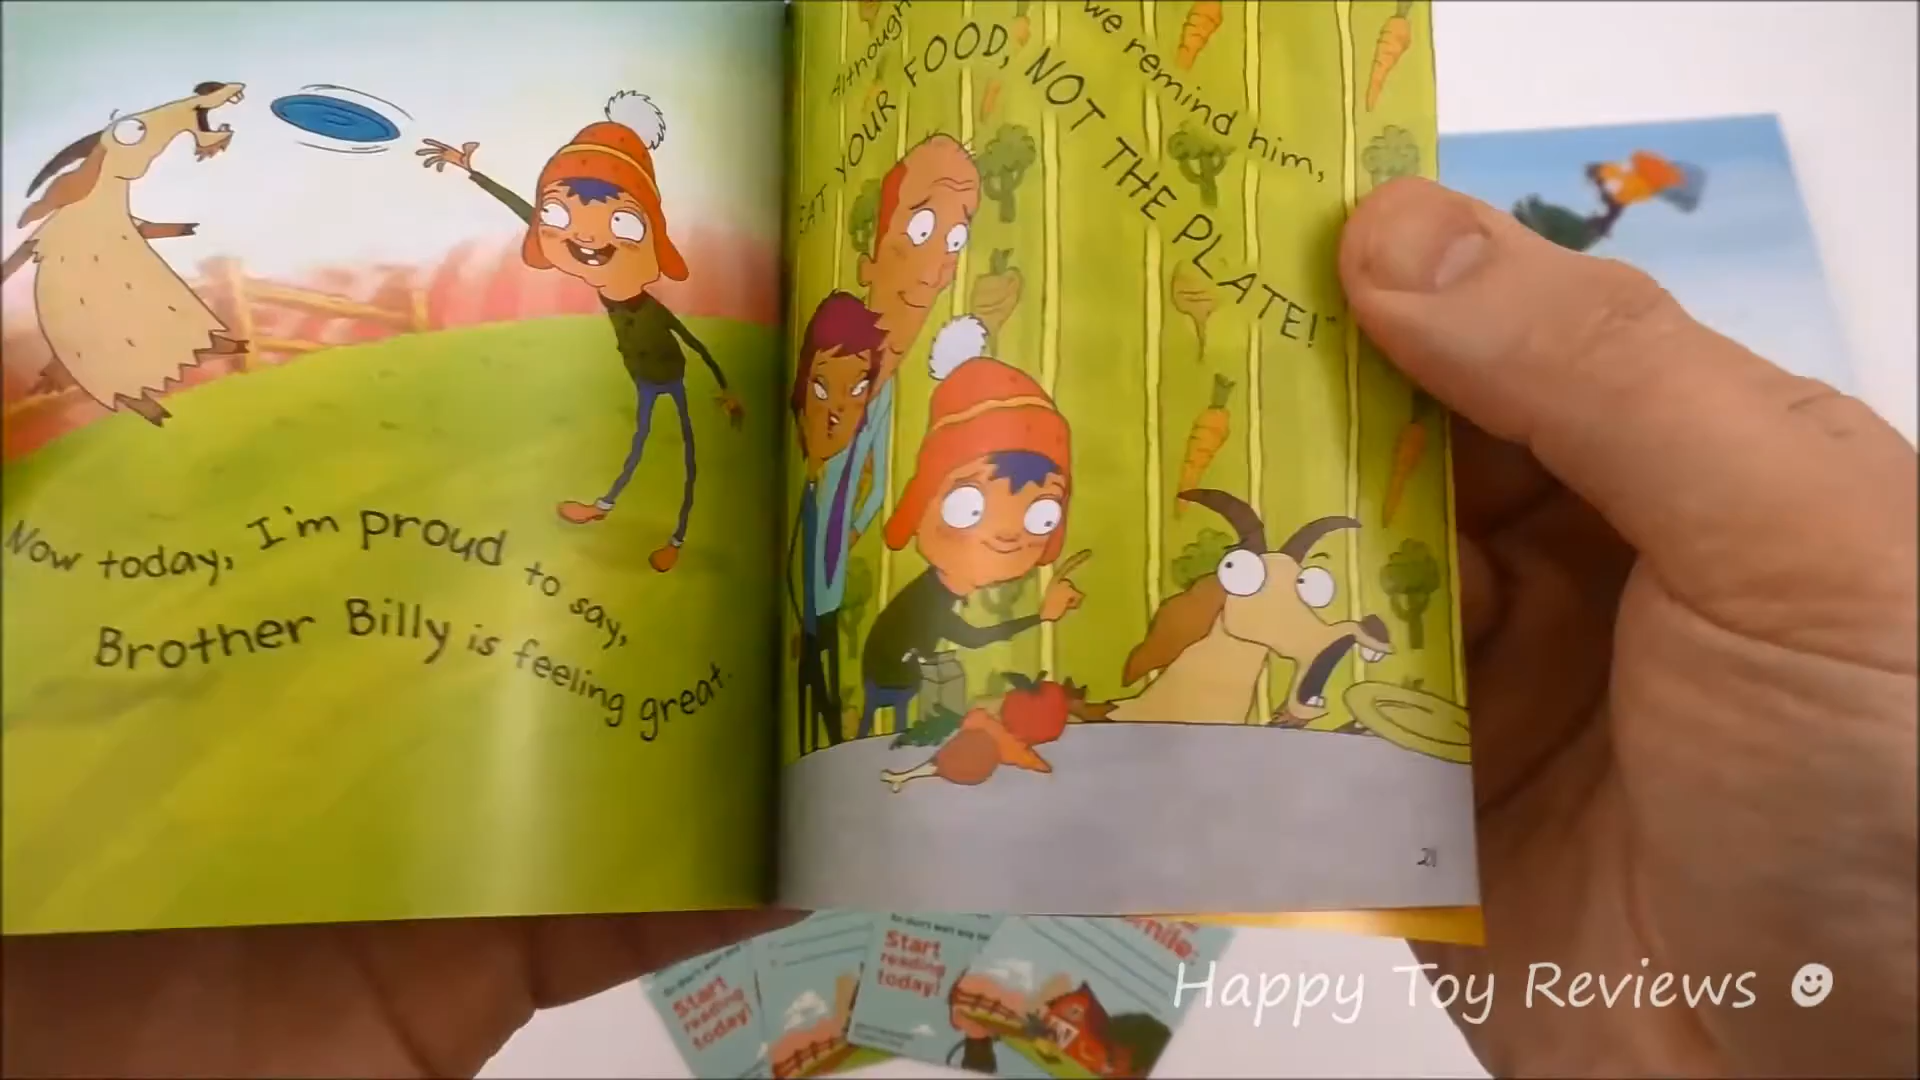 Now today, I'm proud to say,
Brother Billy is feeling great.
Although we remind him,
EAT YOUR FOOD, NOT THE PLATE!"
21
Start
reading
today!
Start
reading
today!
Happy Toy Reviews